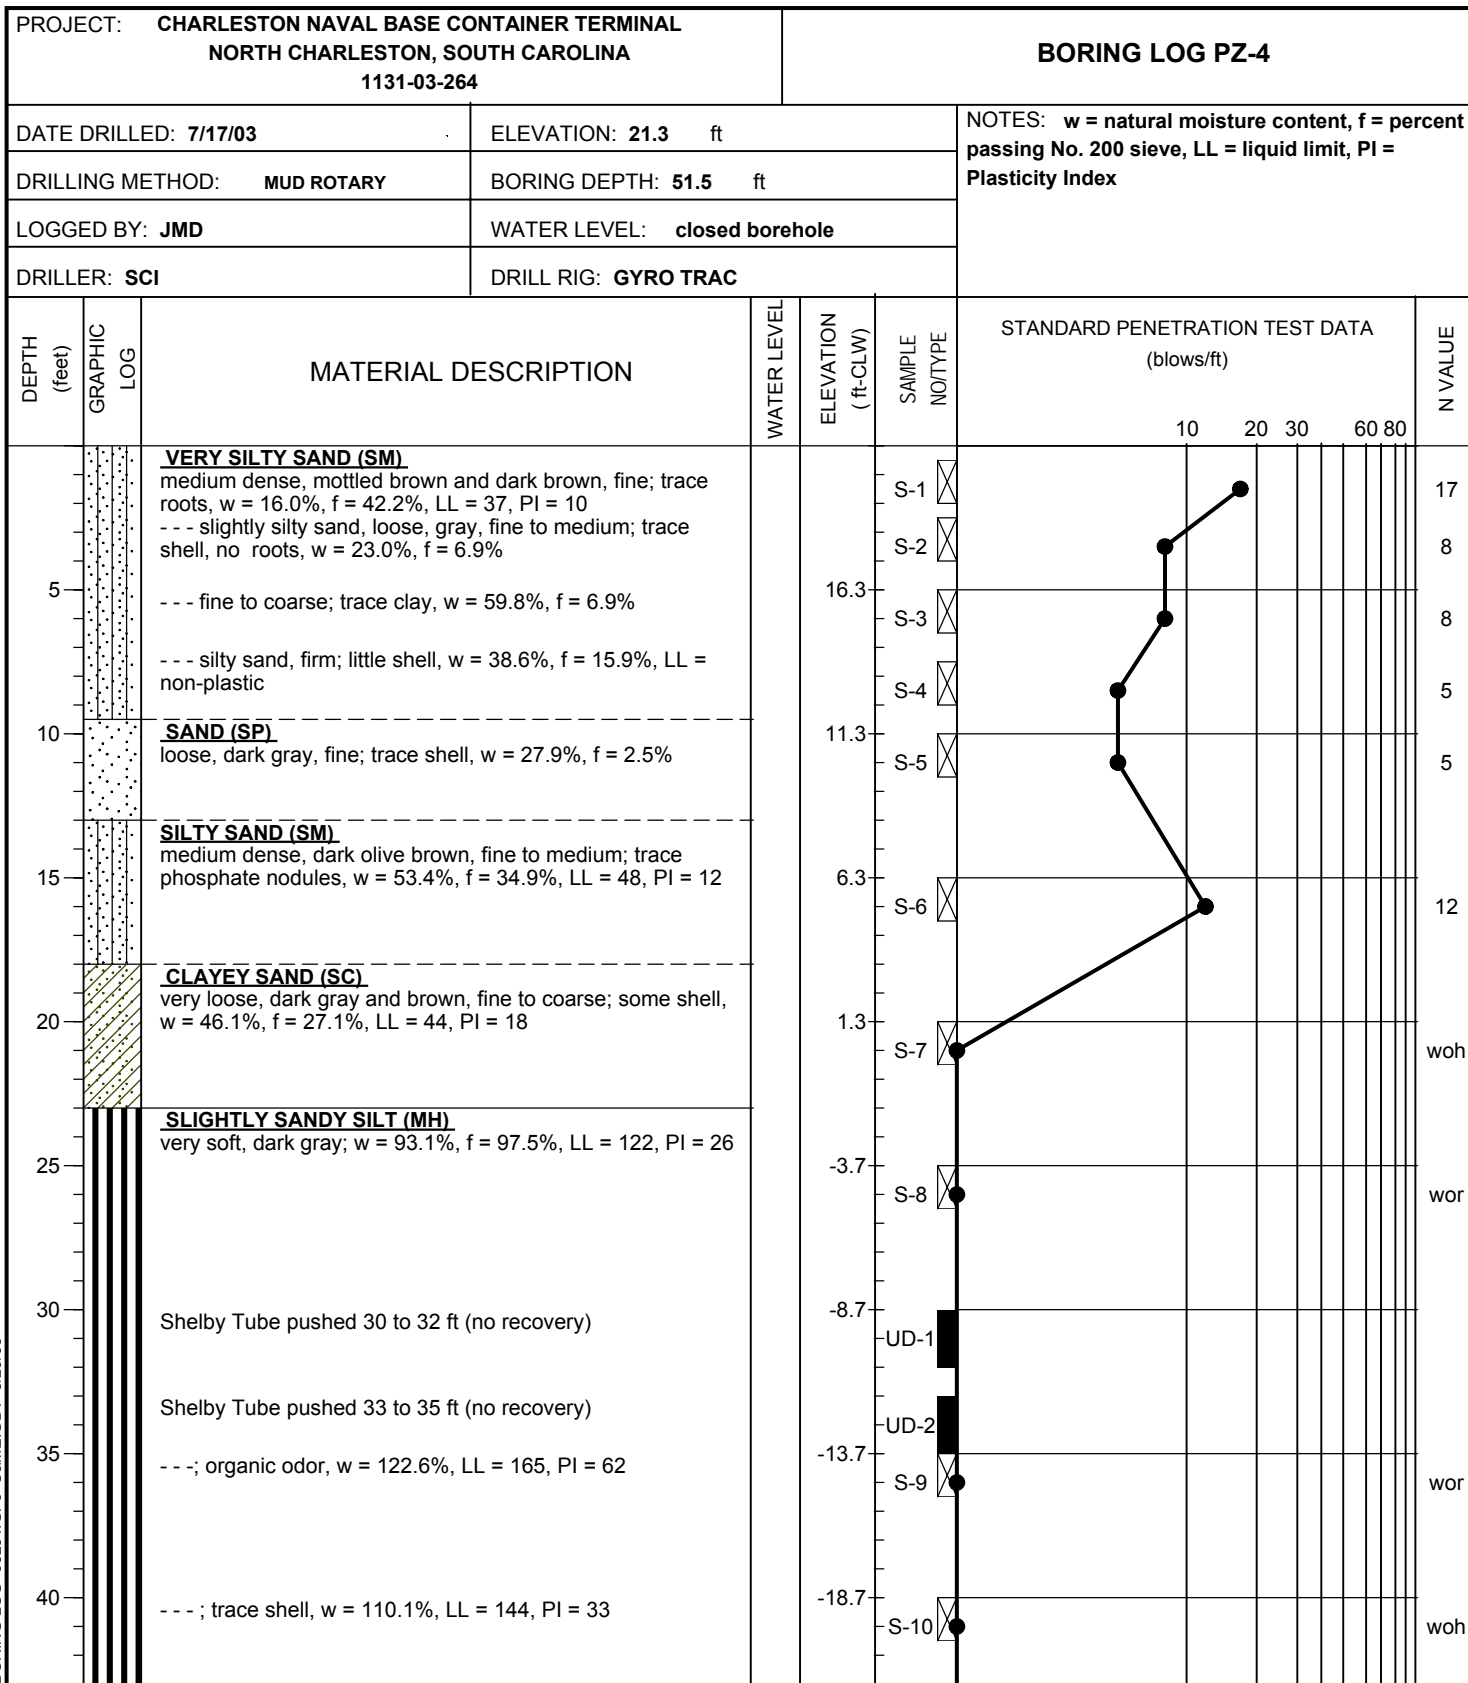 PROJECT: CHARLESTON NAVAL BASE CONTAINER TERMINAL
NORTH CHARLESTON, SOUTH CAROLINA
1131-03-264
BORING LOG PZ-4
DATE DRILLED: 7/17/03
ELEVATION: 21.3 ft
NOTES: w = natural moisture content, f = percent
passing No. 200 sieve, LL = liquid limit, PI =
Plasticity Index
DRILLING METHOD: MUD ROTARY
BORING DEPTH: 51.5 ft
LOGGED BY: JMD
WATER LEVEL: closed borehole
DRILLER: SCI
DRILL RIG: GYRO TRAC
DEPTH
(feet)
GRAPHIC
LOG
MATERIAL DESCRIPTION
WATER LEVEL
ELEVATION
( ft-CLW)
SAMPLE
NO/TYPE
STANDARD PENETRATION TEST DATA
(blows/ft)
10 20 30 60 80
N VALUE
VERY SILTY SAND (SM)
medium dense, mottled brown and dark brown, fine; trace
roots, w = 16.0%, f = 42.2%, LL = 37, PI = 10
S-1 17
- - - slightly silty sand, loose, gray, fine to medium; trace
shell, no roots, w = 23.0%, f = 6.9%
S-2 8
5 16.3
- - - fine to coarse; trace clay, w = 59.8%, f = 6.9%
S-3 8
- - - silty sand, firm; little shell, w = 38.6%, f = 15.9%, LL =
non-plastic
S-4 5
10 11.3
SAND (SP)
loose, dark gray, fine; trace shell, w = 27.9%, f = 2.5%
S-5 5
SILTY SAND (SM)
medium dense, dark olive brown, fine to medium; trace
phosphate nodules, w = 53.4%, f = 34.9%, LL = 48, PI = 12
15 6.3
S-6 12
CLAYEY SAND (SC)
very loose, dark gray and brown, fine to coarse; some shell,
w = 46.1%, f = 27.1%, LL = 44, PI = 18
20 1.3
S-7 woh
SLIGHTLY SANDY SILT (MH)
very soft, dark gray; w = 93.1%, f = 97.5%, LL = 122, PI = 26
25 -3.7
S-8 wor
30 -8.7
Shelby Tube pushed 30 to 32 ft (no recovery)
UD-1
Shelby Tube pushed 33 to 35 ft (no recovery)
UD-2
35 -13.7
- - -; organic odor, w = 122.6%, LL = 165, PI = 62
S-9 wor
40 -18.7
- - - ; trace shell, w = 110.1%, LL = 144, PI = 33
S-10 woh